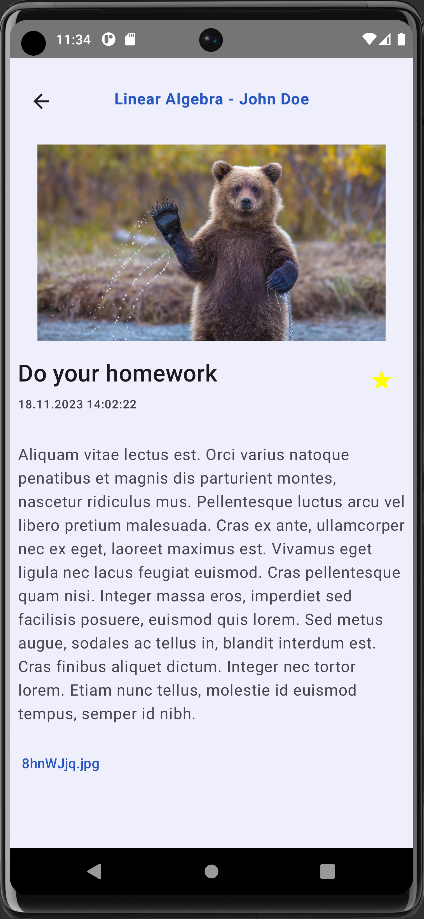 11:34
Linear Algebra - John Doe
Do your homework
18.11.2023 14:02:22
Aliquam vitae lectus est. Orci varius natoque
penatibus et magnis dis parturient montes,
nascetur ridiculus mus. Pellentesque luctus arcu vel
libero pretium malesuada. Cras ex ante, ullamcorper
nec ex eget, laoreet maximus est. Vivamus eget
ligula nec lacus feugiat euismod. Cras pellentesque
quam nisi. Integer massa eros, imperdiet sed
facilisis posuere, euismod quis lorem. Sed metus
augue, sodales ac tellus in, blandit interdum est.
Cras finibus aliquet dictum. Integer nec tortor
lorem. Etiam nunc tellus, molestie id euismod
tempus, semper id nibh.
8hnWJjq.jpg